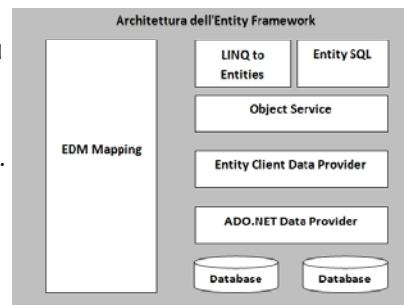 Architettura dell'Entity Framework
EDM Mapping
LINQ to
Entities
Entity SQL
Object Service
Entity Client Data Provider
ADO.NET Data Provider
Database
Database